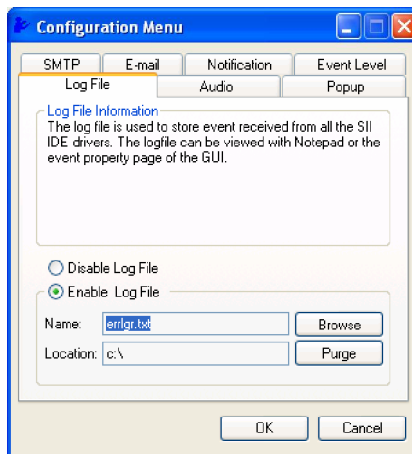 Configuration Menu
SMTP
E-mail
Notification
Event Level
Log File
Audio
Popup
Log File Information
The log file is used to store event received from all the SII
IDE drivers. The logfile can be viewed with Notepad or the
event property page of the GUI.
Disable Log File
Enable Log File
Name:
errlgr.txt
Browse
Location:
c:\
Purge
OK
Cancel